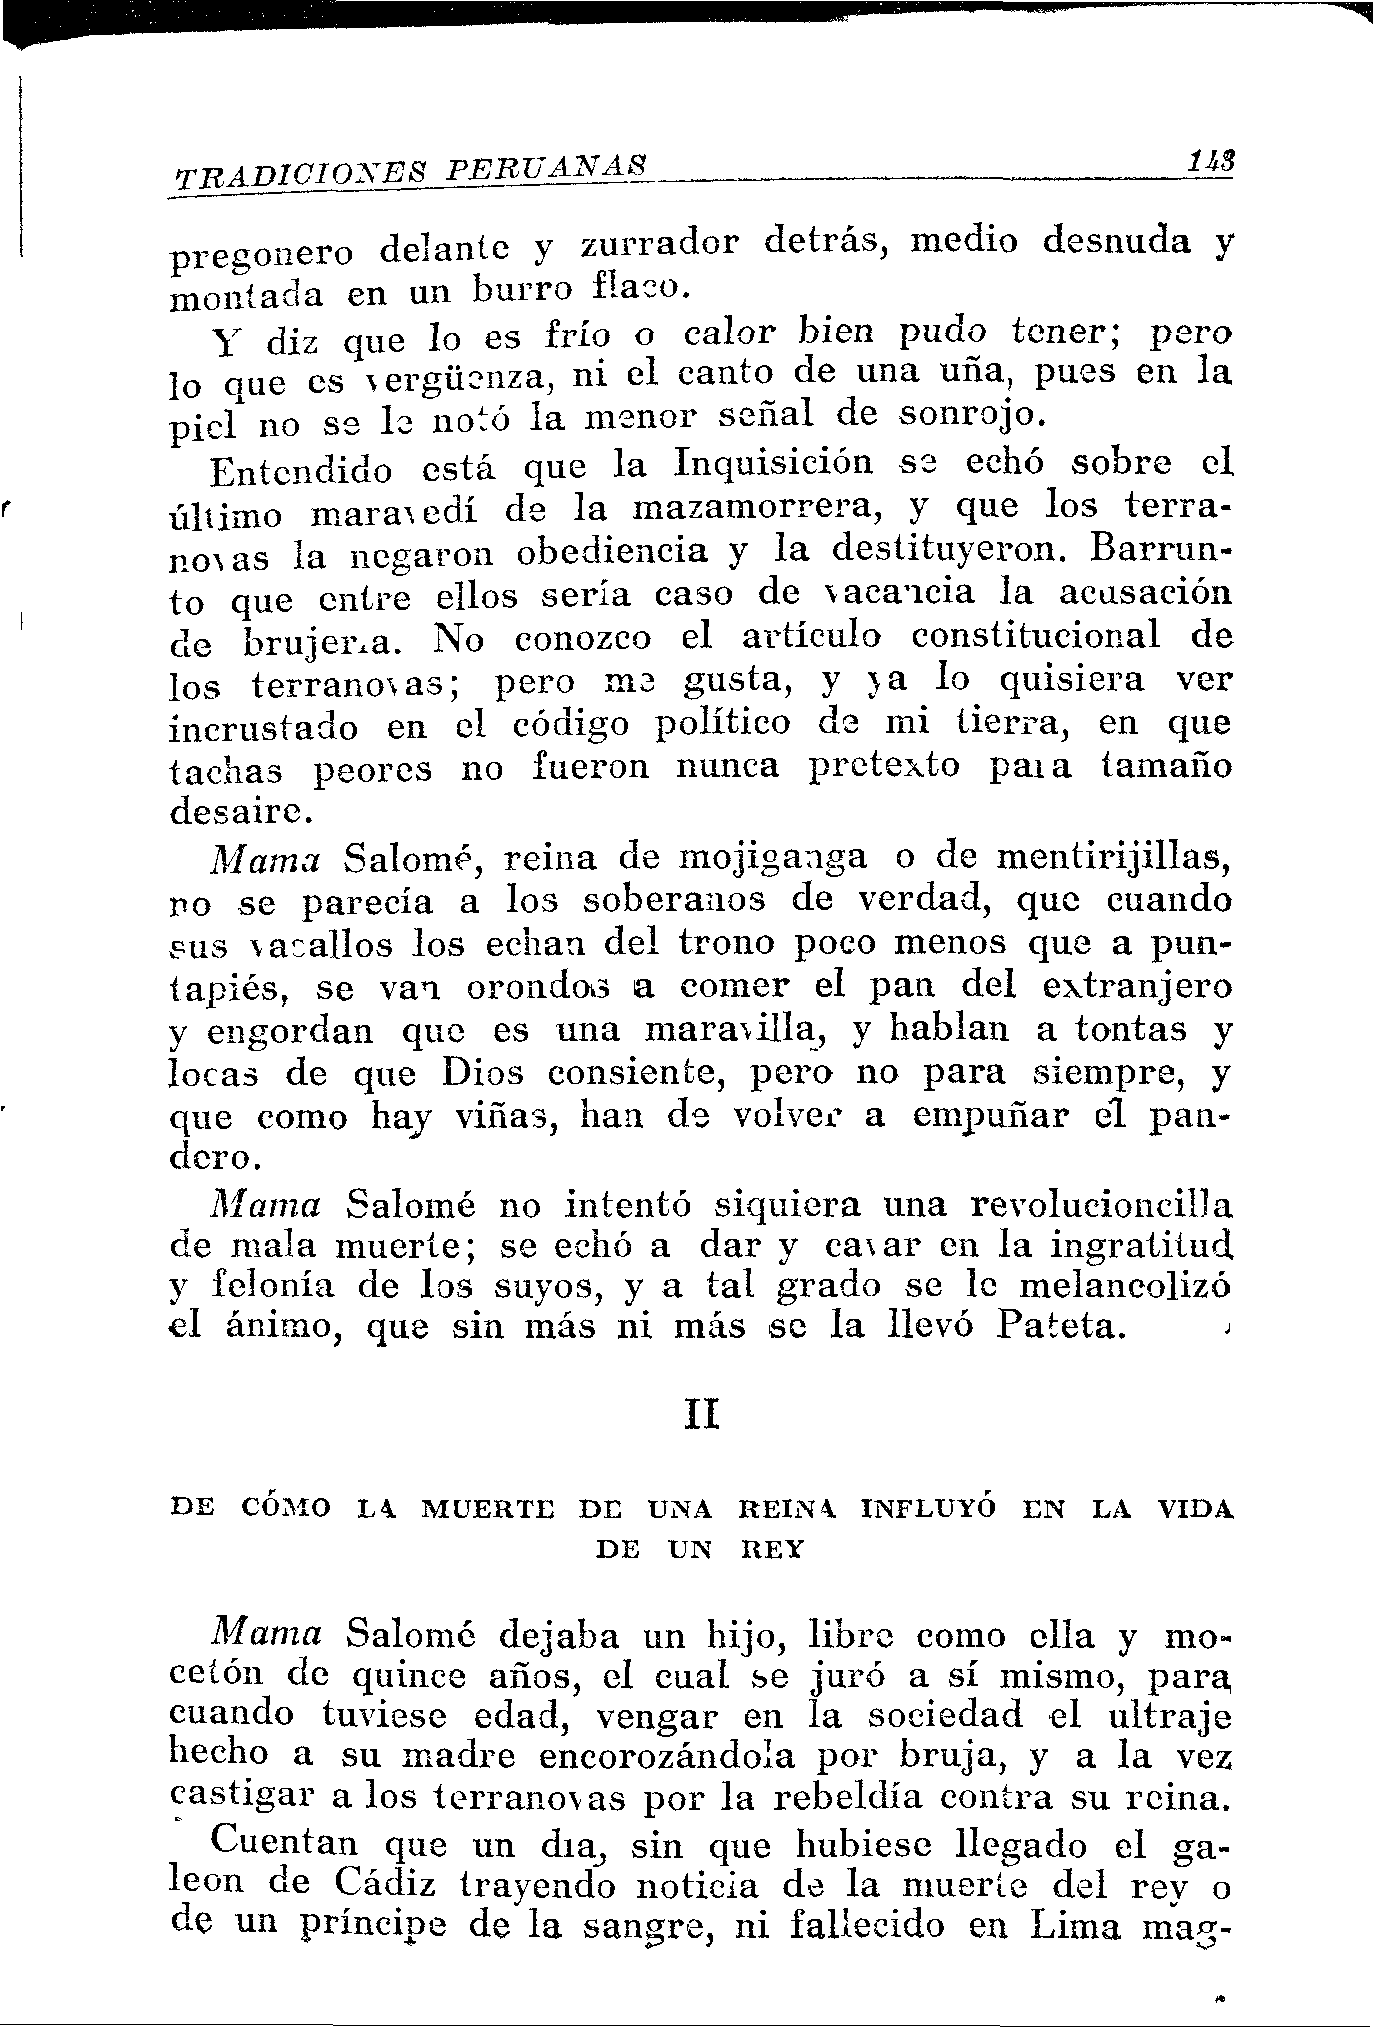 TRADICIONES PERUANAS 143
pregonero delante y zurrador detrás, medio desnuda y
montada en un burro flaco.
Y diz que lo es frío o calor bien pudo tener; pero
lo que es vergüenza, ni el canto de una uña, pues en la
piel no se le notó la menor señal de sonrojo.
Entendido está que la Inquisición se echó sobre el
último maravedí de la mazamorrera, y que los terra-
novas la negaron obediencia y la destituyeron. Barrun-
to que entre ellos sería caso de vacancia la acusación
de brujería. No conozco el artículo constitucional de
los terranovas; pero me gusta, y ya lo quisiera ver
incrustado en el código político de mi tierra, en que
tachas peores no fueron nunca pretexto para tamaño
desaire.
Mama Salomé, reina de mojiganga o de mentirijillas,
no se parecía a los soberanos de verdad, que cuando
sus vasallos los echan del trono poco menos que a pun-
tapiés, se van orondos a comer el pan del extranjero
y engordan que es una maravilla, y hablan a tontas y
locas de que Dios consiente, pero no para siempre, y
que como hay viñas, han de volver a empuñar el pan-
dero.
Mama Salomé no intentó siquiera una revolucioncilla
de mala muerte; se echó a dar y cavar en la ingratitud
y felonía de los suyos, y a tal grado se le melancolizó
el ánimo, que sin más ni más se la llevó Pateta.
II
DE CÓMO LA MUERTE DE UNA REINA INFLUYÓ EN LA VIDA
DE UN REY
Mama Salomé dejaba un hijo, libre como ella y mo-
cetón de quince años, el cual se juró a sí mismo, para
cuando tuviese edad, vengar en la sociedad el ultraje
hecho a su madre encorozándola por bruja, y a la vez
castigar a los terranovas por la rebeldía contra su reina.
Cuentan que un día, sin que hubiese llegado el ga-
leon de Cádiz trayendo noticia de la muerte del rey o
de un príncipe de la sangre, ni fallecido en Lima mag-